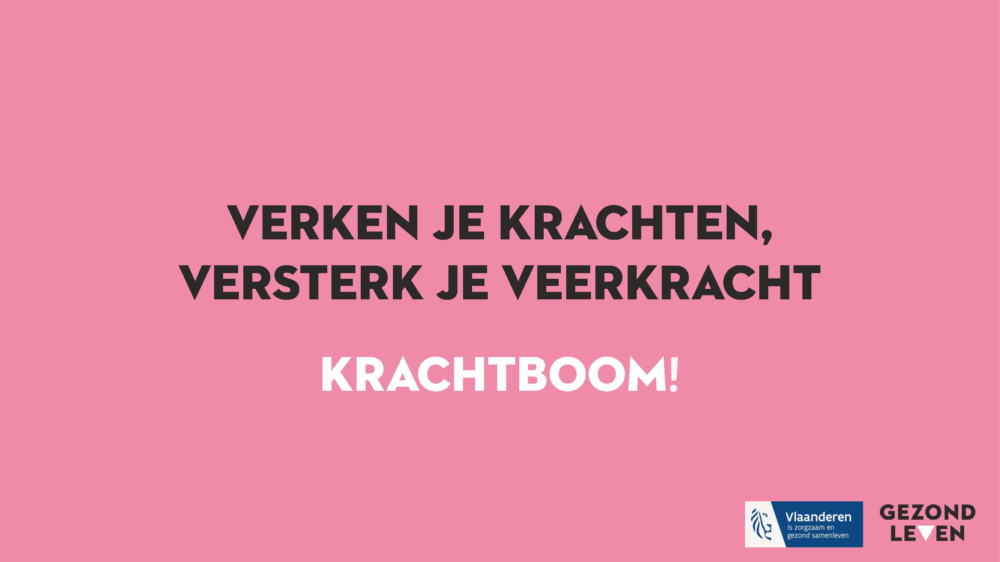 VERKEN JE KRACHTEN,
VERSTERK JE VEERKRACHT
KRACHTBOOM!
Vlaanderen
is zorgzaam en
gezond samenleven
GEZOND
LEVEN